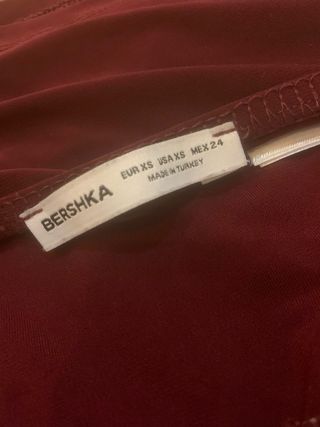 BERSHKA
EUR XS USA XS MEX 24
MADE IN TURKEY